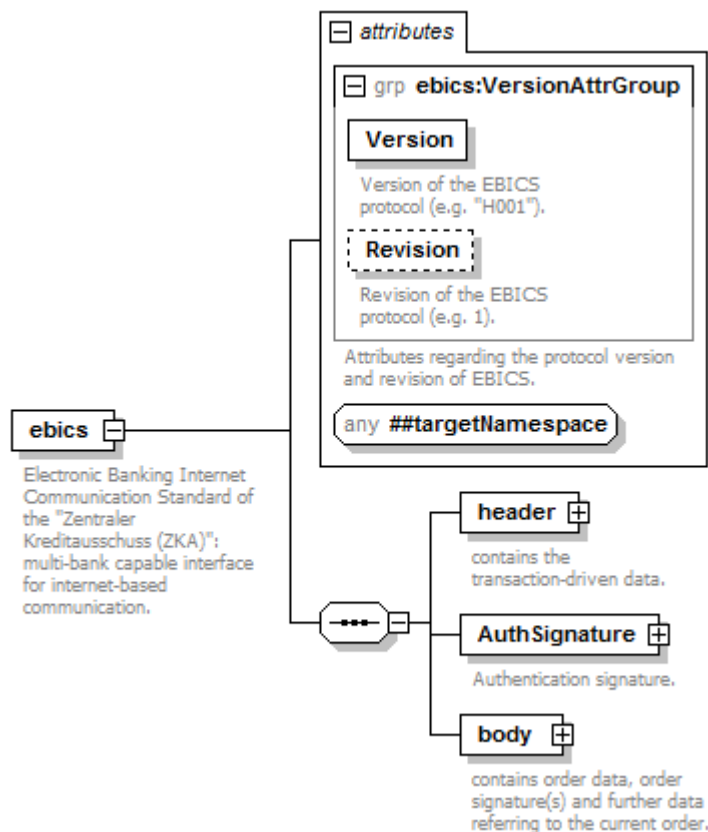 attributes
grp ebics:VersionAttrGroup
Version
Version of the EBICS
protocol (e.g. "H001").
Revision
Revision of the EBICS
protocol (e.g. 1).
Attributes regarding the protocol version
and revision of EBICS.
any ##targetNamespace
ebics
Electronic Banking Internet
Communication Standard of
the "Zentraler
Kreditausschuss (ZKA)":
multi-bank capable interface
for internet-based
communication.
header
contains the
transaction-driven data.
AuthSignature
Authentication signature.
body
contains order data, order
signature(s) and further data
referring to the current order.